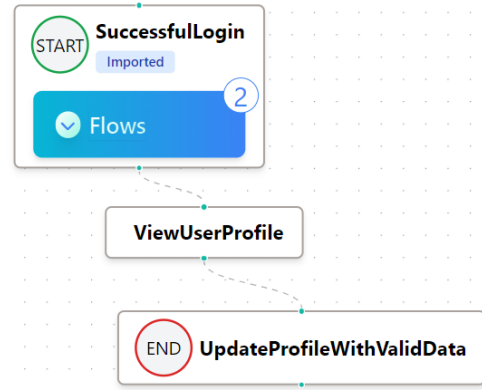 START
SuccessfulLogin
Imported
2
Flows
ViewUserProfile
END
UpdateProfileWithValidData